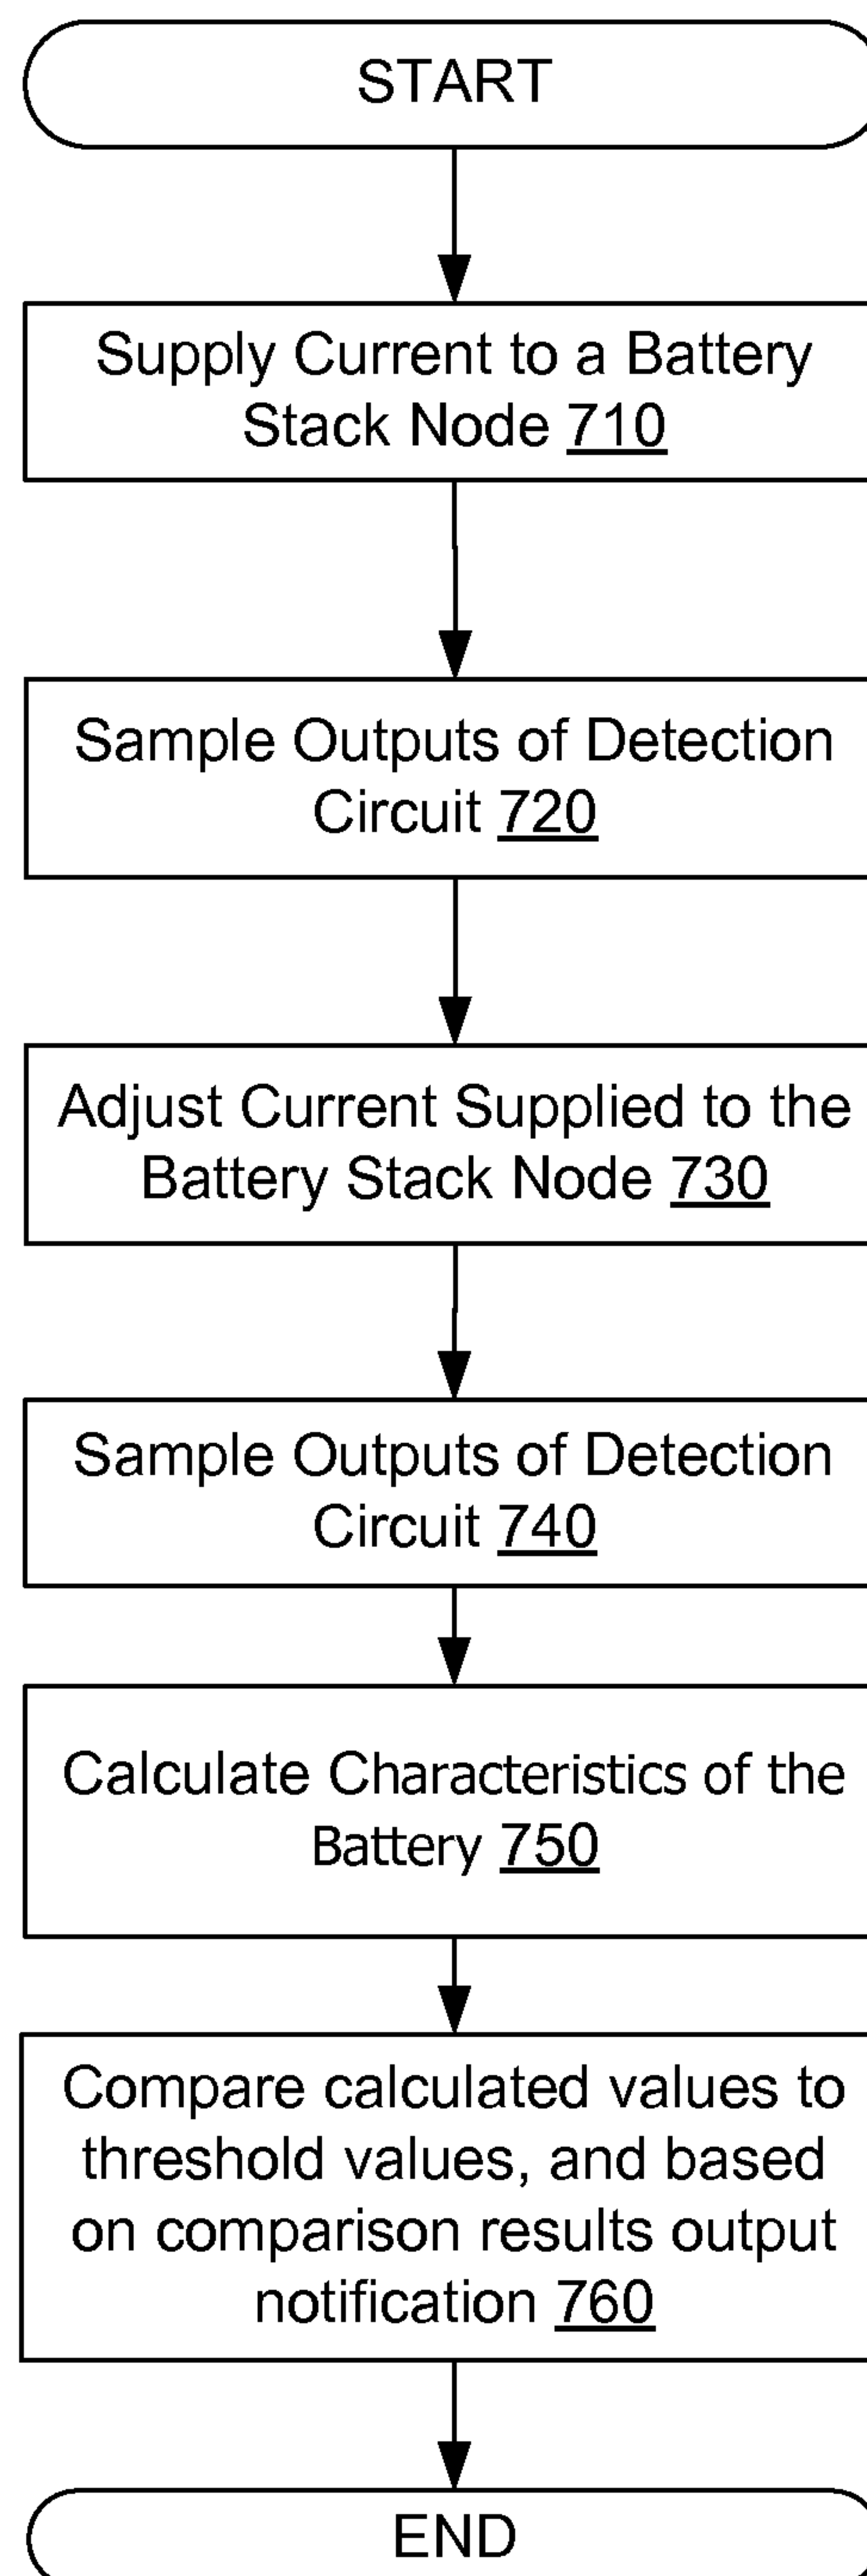 START
Supply Current to a Battery
Stack Node 710
Sample Outputs of Detection
Circuit 720
Adjust Current Supplied to the
Battery Stack Node 730
Sample Outputs of Detection
Circuit 740
Calculate Characteristics of the
Battery 750
Compare calculated values to
threshold values, and based
on comparison results output
notification 760
END